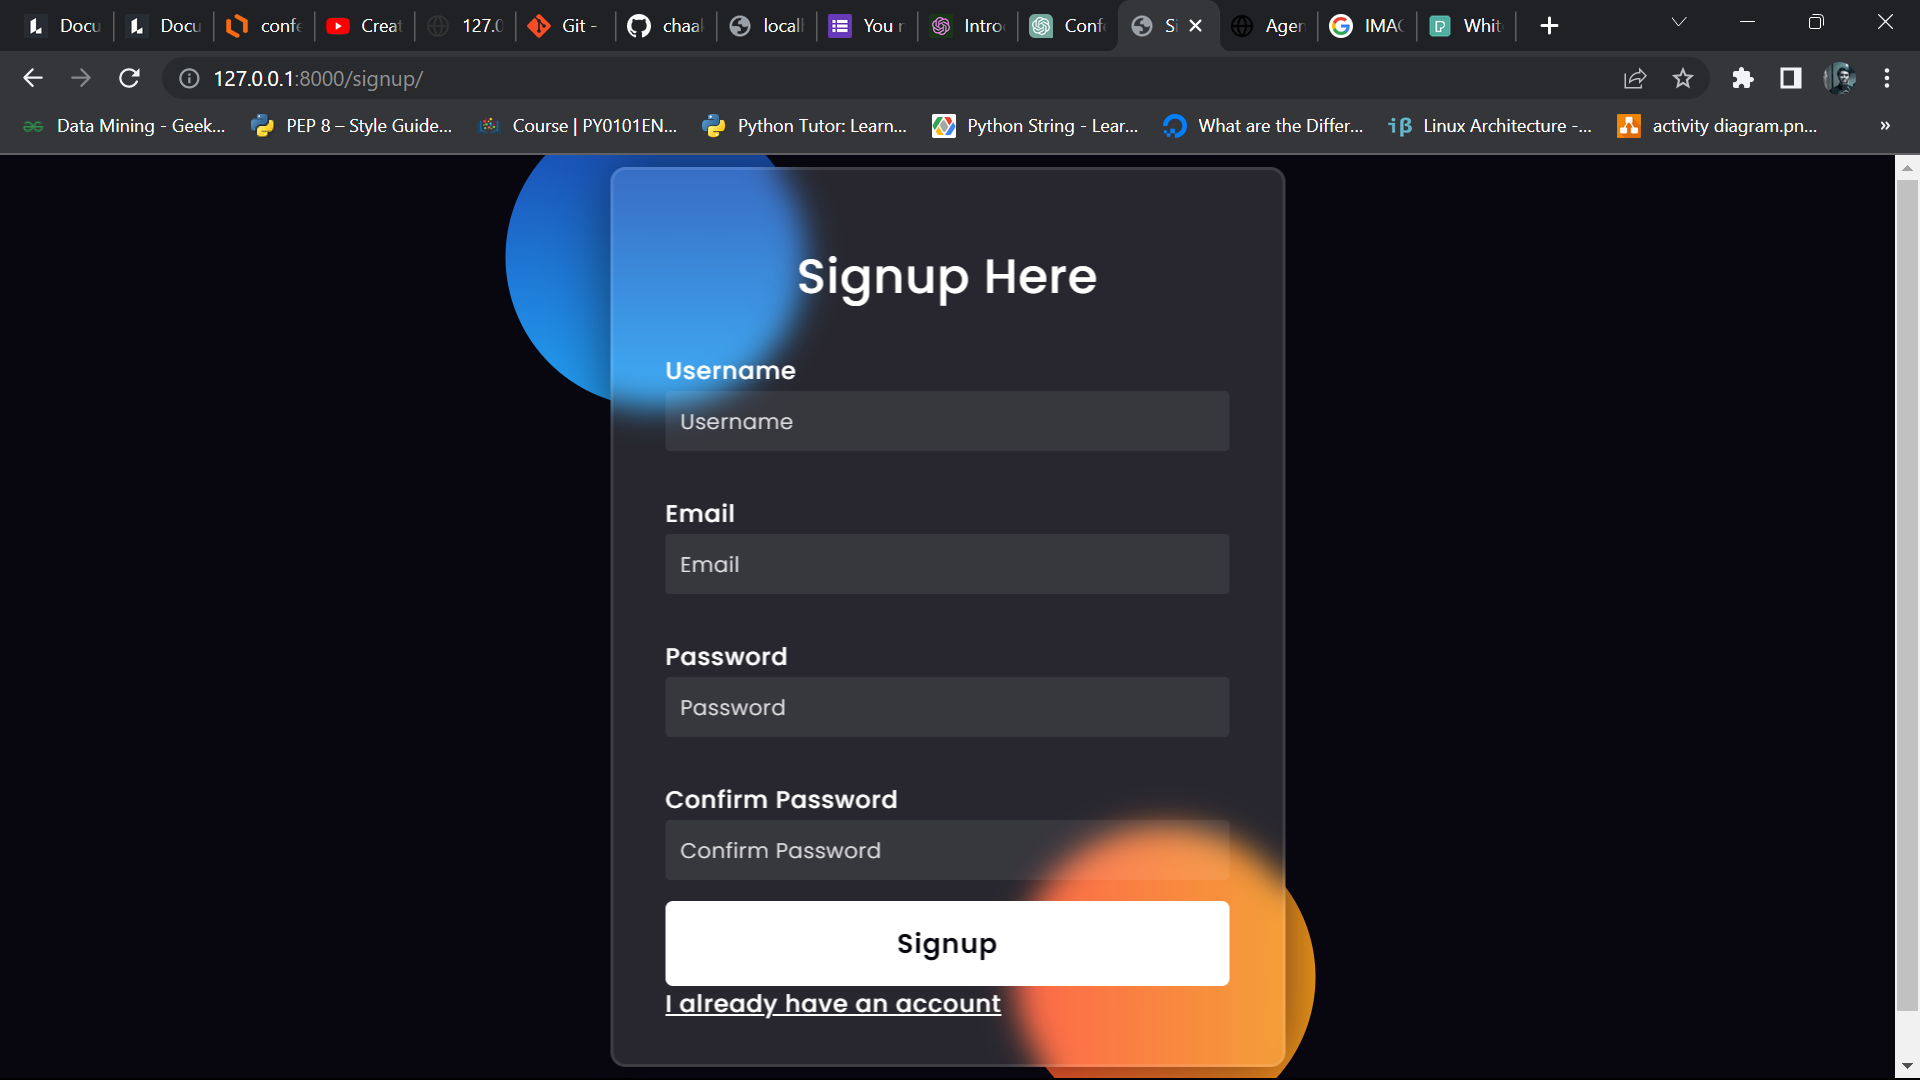 Docu Docu confe Creat 127.0 Git - chaak locall You r Intro Confe Si Agen IMAG Whit
127.0.0.1:8000/signup/
Data Mining - Geek... PEP 8 – Style Guide... Course | PY0101EN... Python Tutor: Learn... Python String - Lear... What are the Differ... Linux Architecture -... activity diagram.pn... »
Signup Here
Username
Username
Email
Email
Password
Password
Confirm Password
Confirm Password
Signup
I already have an account